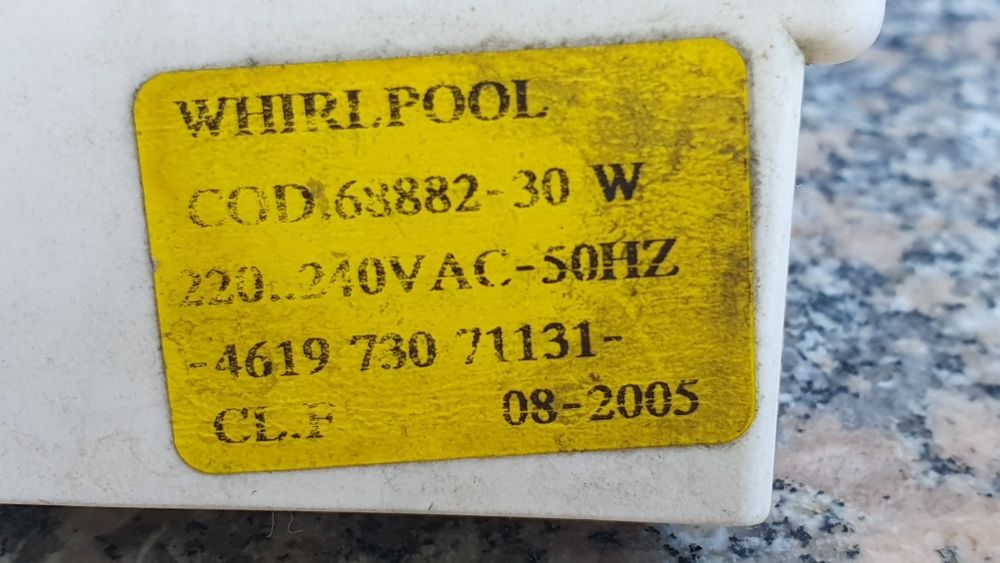 WHIRLPOOL
COD.68882-30 W
220..240VAC-50HZ
-4619 730 71131-
CL.F 08-2005